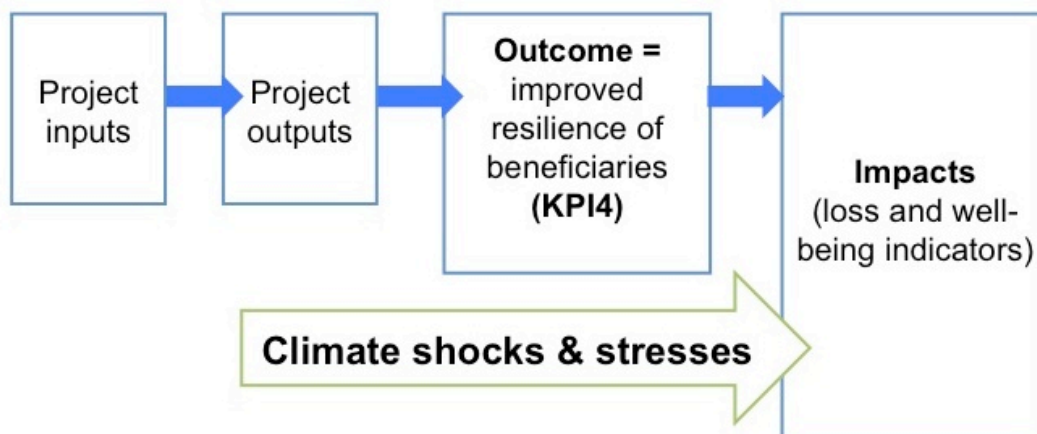 Project
inputs
Project
outputs
Outcome =
improved
resilience of
beneficiaries
(KPI4)
Impacts
(loss and well-
being indicators)
Climate shocks & stresses